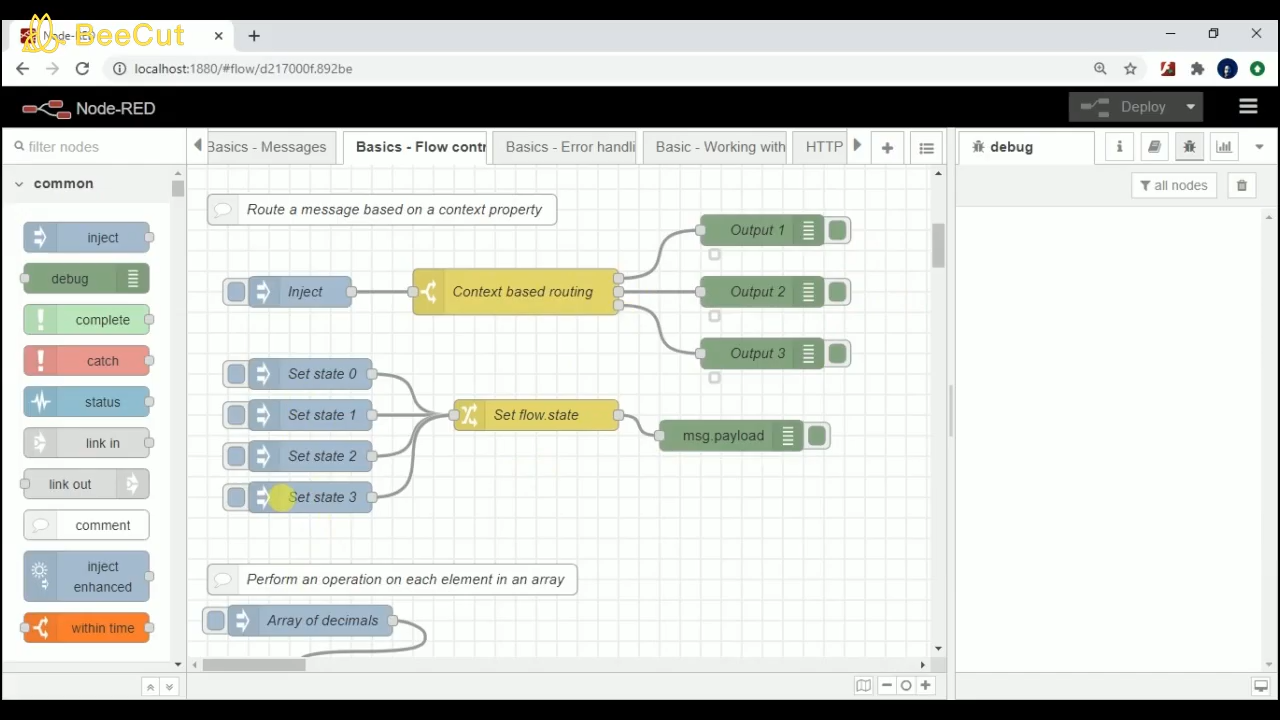 BeeCut
localhost:1880/#flow/d217000f.892be
Node-RED
Deploy
filter nodes
Basics - Messages
Basics - Flow contr
Basics - Error handli
Basic - Working with
HTTP
debug
all nodes
common
inject
debug
complete
catch
status
link in
link out
comment
inject
enhanced
within time
Route a message based on a context property
Inject
Context based routing
Output 1
Output 2
Output 3
Set state 0
Set state 1
Set state 2
Set state 3
Set flow.state
msg.payload
Perform an operation on each element in an array
Array of decimals